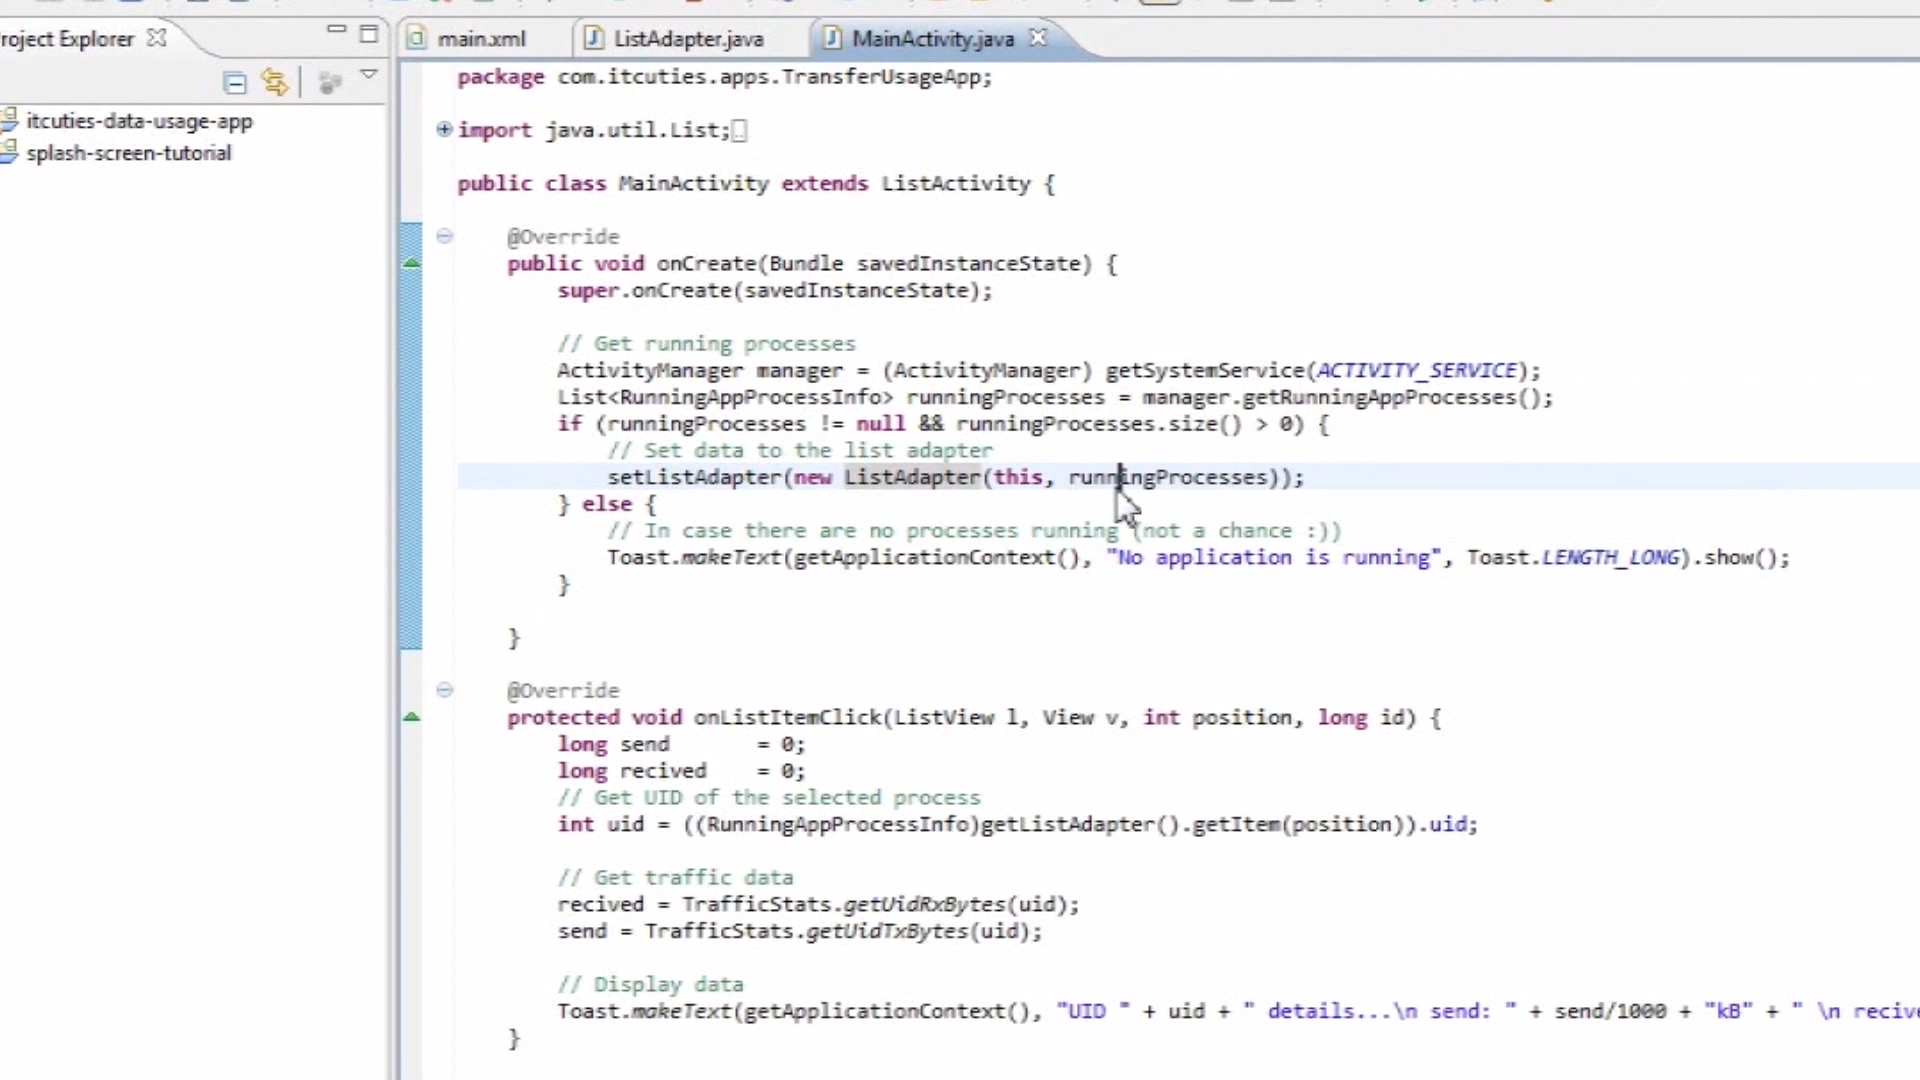 roject Explorer
main.xml
ListAdapter.java
MainActivity.java
itcuties-data-usage-app
splash-screen-tutorial
package com.itcuties.apps.TransferUsageApp;
import java.util.List;
public class MainActivity extends ListActivity {
@Override
public void onCreate(Bundle savedInstanceState) {
super.onCreate(savedInstanceState);
// Get running processes
ActivityManager manager = (ActivityManager) getSystemService(ACTIVITY_SERVICE);
List<RunningAppProcessInfo> runningProcesses = manager.getRunningAppProcesses();
if (runningProcesses != null && runningProcesses.size() > 0) {
// Set data to the list adapter
setListAdapter(new ListAdapter(this, runningProcesses));
} else {
// In case there are no processes running (not a chance :))
Toast.makeText(getApplicationContext(), "No application is running", Toast.LENGTH_LONG).show();
}
}
@Override
protected void onListItemClick(ListView l, View v, int position, long id) {
long send = 0;
long recived = 0;
// Get UID of the selected process
int uid = ((RunningAppProcessInfo)getListAdapter().getItem(position)).uid;
// Get traffic data
recived = TrafficStats.getUidRxBytes(uid);
send = TrafficStats.getUidTxBytes(uid);
// Display data
Toast.makeText(getApplicationContext(), "UID " + uid + " details...\n send: " + send/1000 + "kB" + " \n recive
}